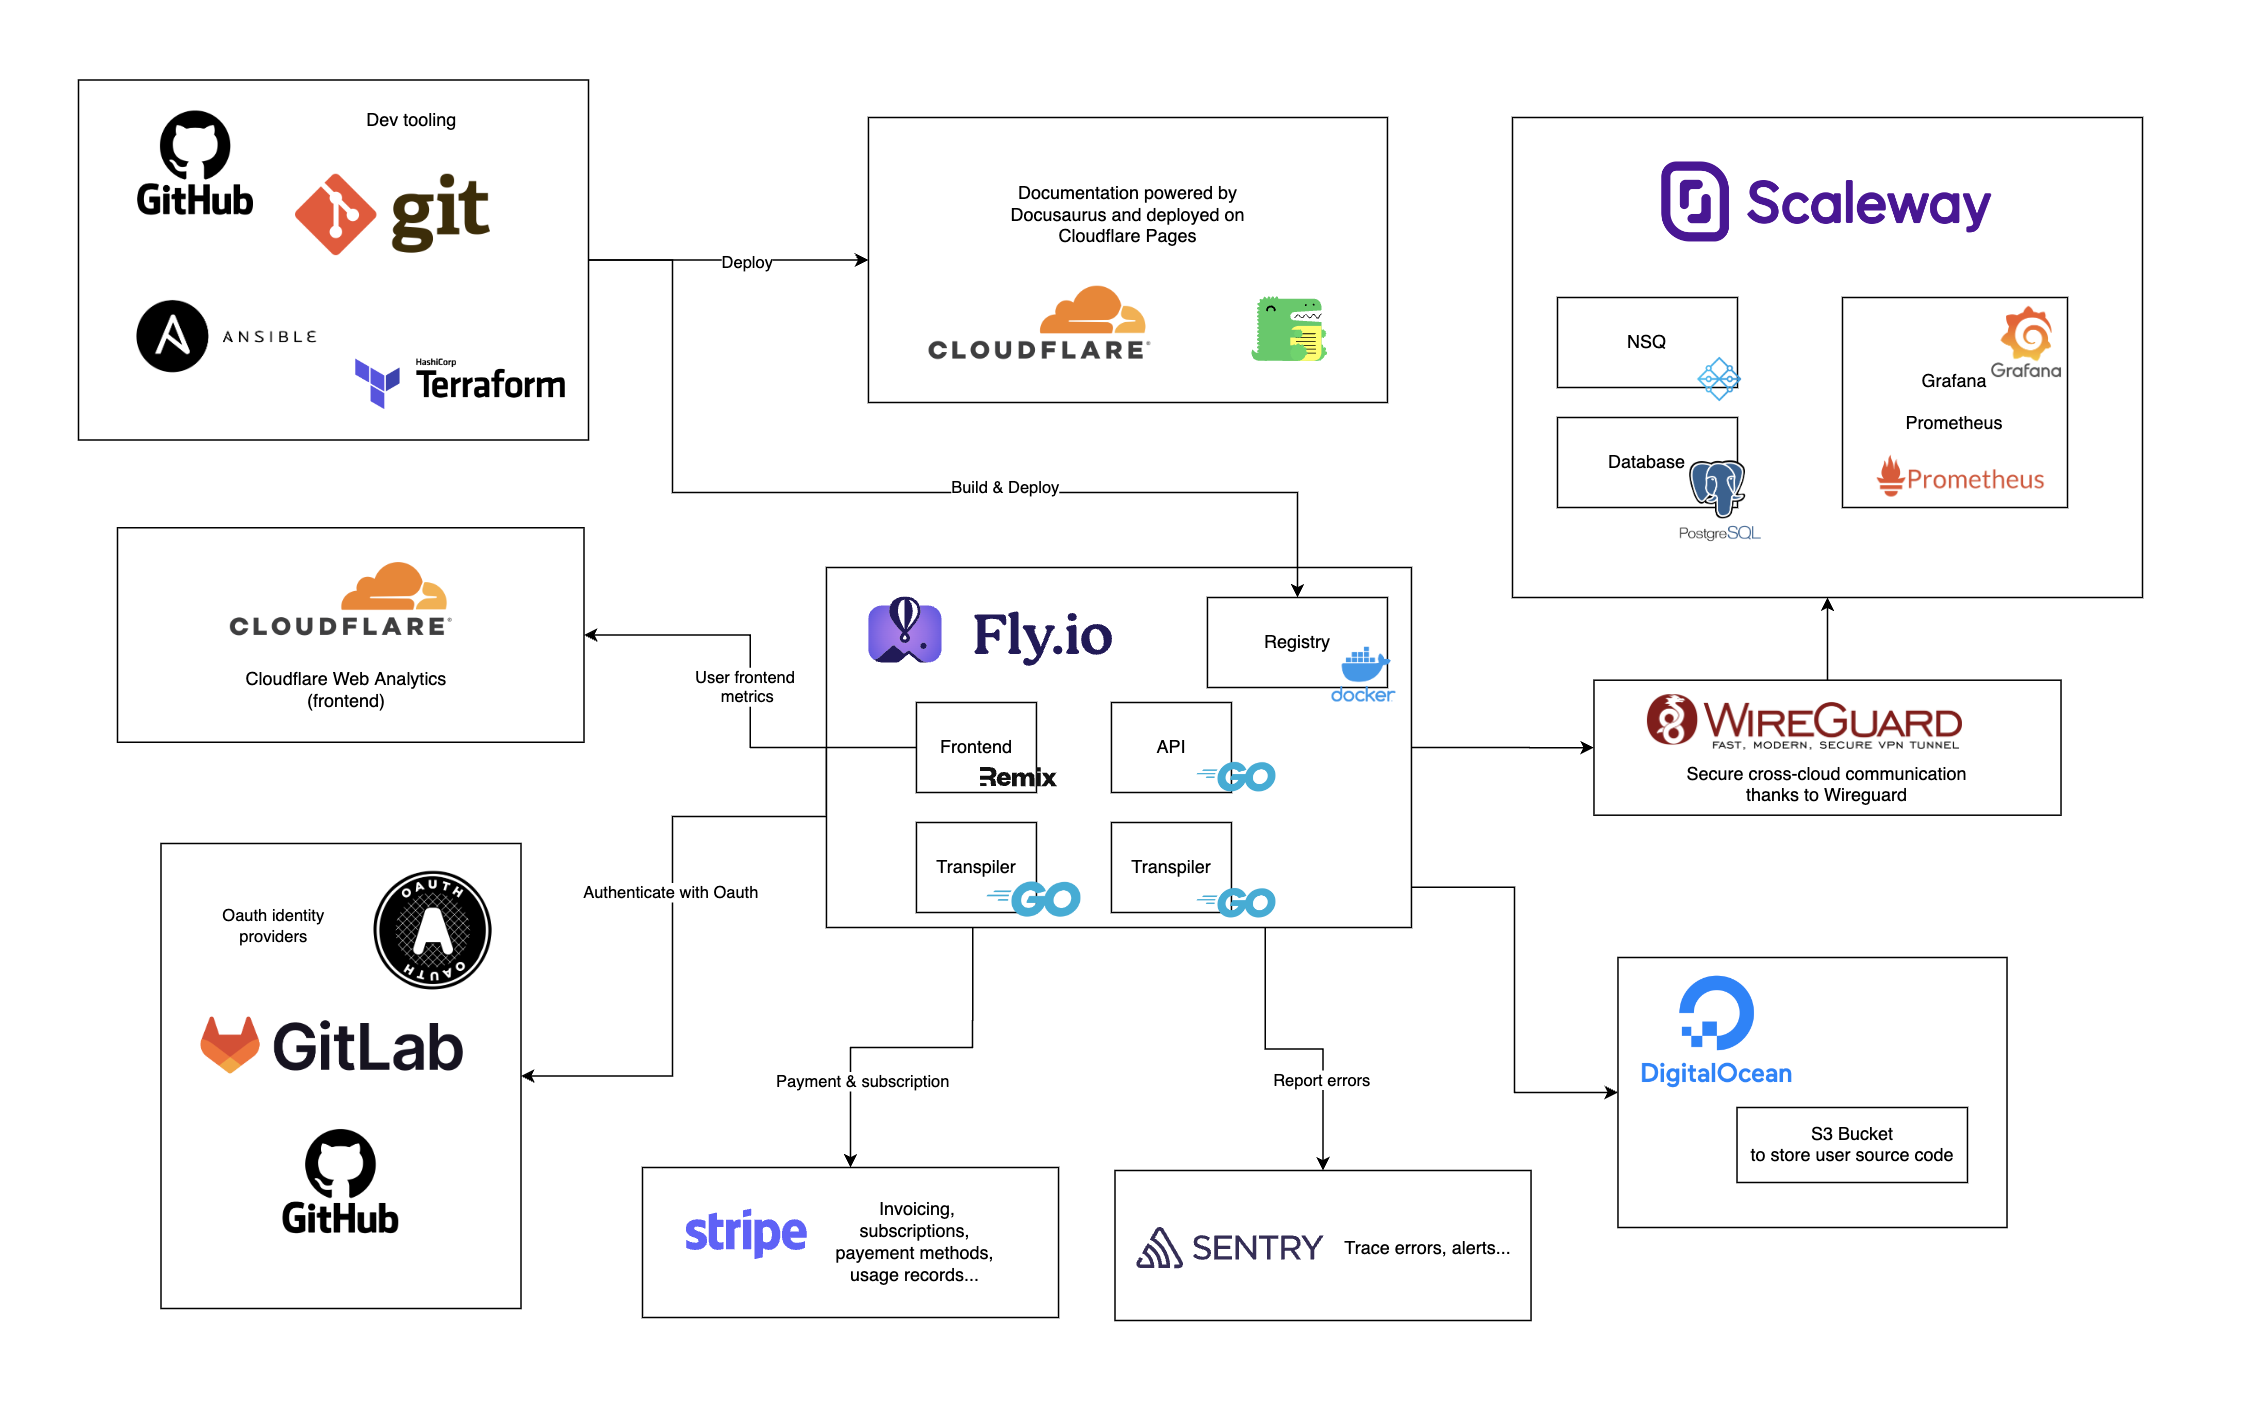 Dev tooling
GitHub
git
ANSIBLE
HashiCorp
Terraform
Deploy
Documentation powered by
Docusaurus and deployed on
Cloudflare Pages
CLOUDFLARE®
Scaleway
NSQ
Database
PostgreSQL
Grafana
Grafana
Prometheus
Prometheus
Build & Deploy
CLOUDFLARE®
Cloudflare Web Analytics
(frontend)
User frontend
metrics
Fly.io
Registry
docker
Frontend
Remix
API
GO
Transpiler
GO
Transpiler
GO
WIREGUARD
FAST, MODERN, SECURE VPN TUNNEL
Secure cross-cloud communication
thanks to Wireguard
Authenticate with Oauth
Oauth identity
providers
OAUTH
OAUTH
GitLab
GitHub
Payment & subscription
Report errors
DigitalOcean
S3 Bucket
to store user source code
stripe
Invoicing,
subscriptions,
payement methods,
usage records...
SENTRY
Trace errors, alerts...